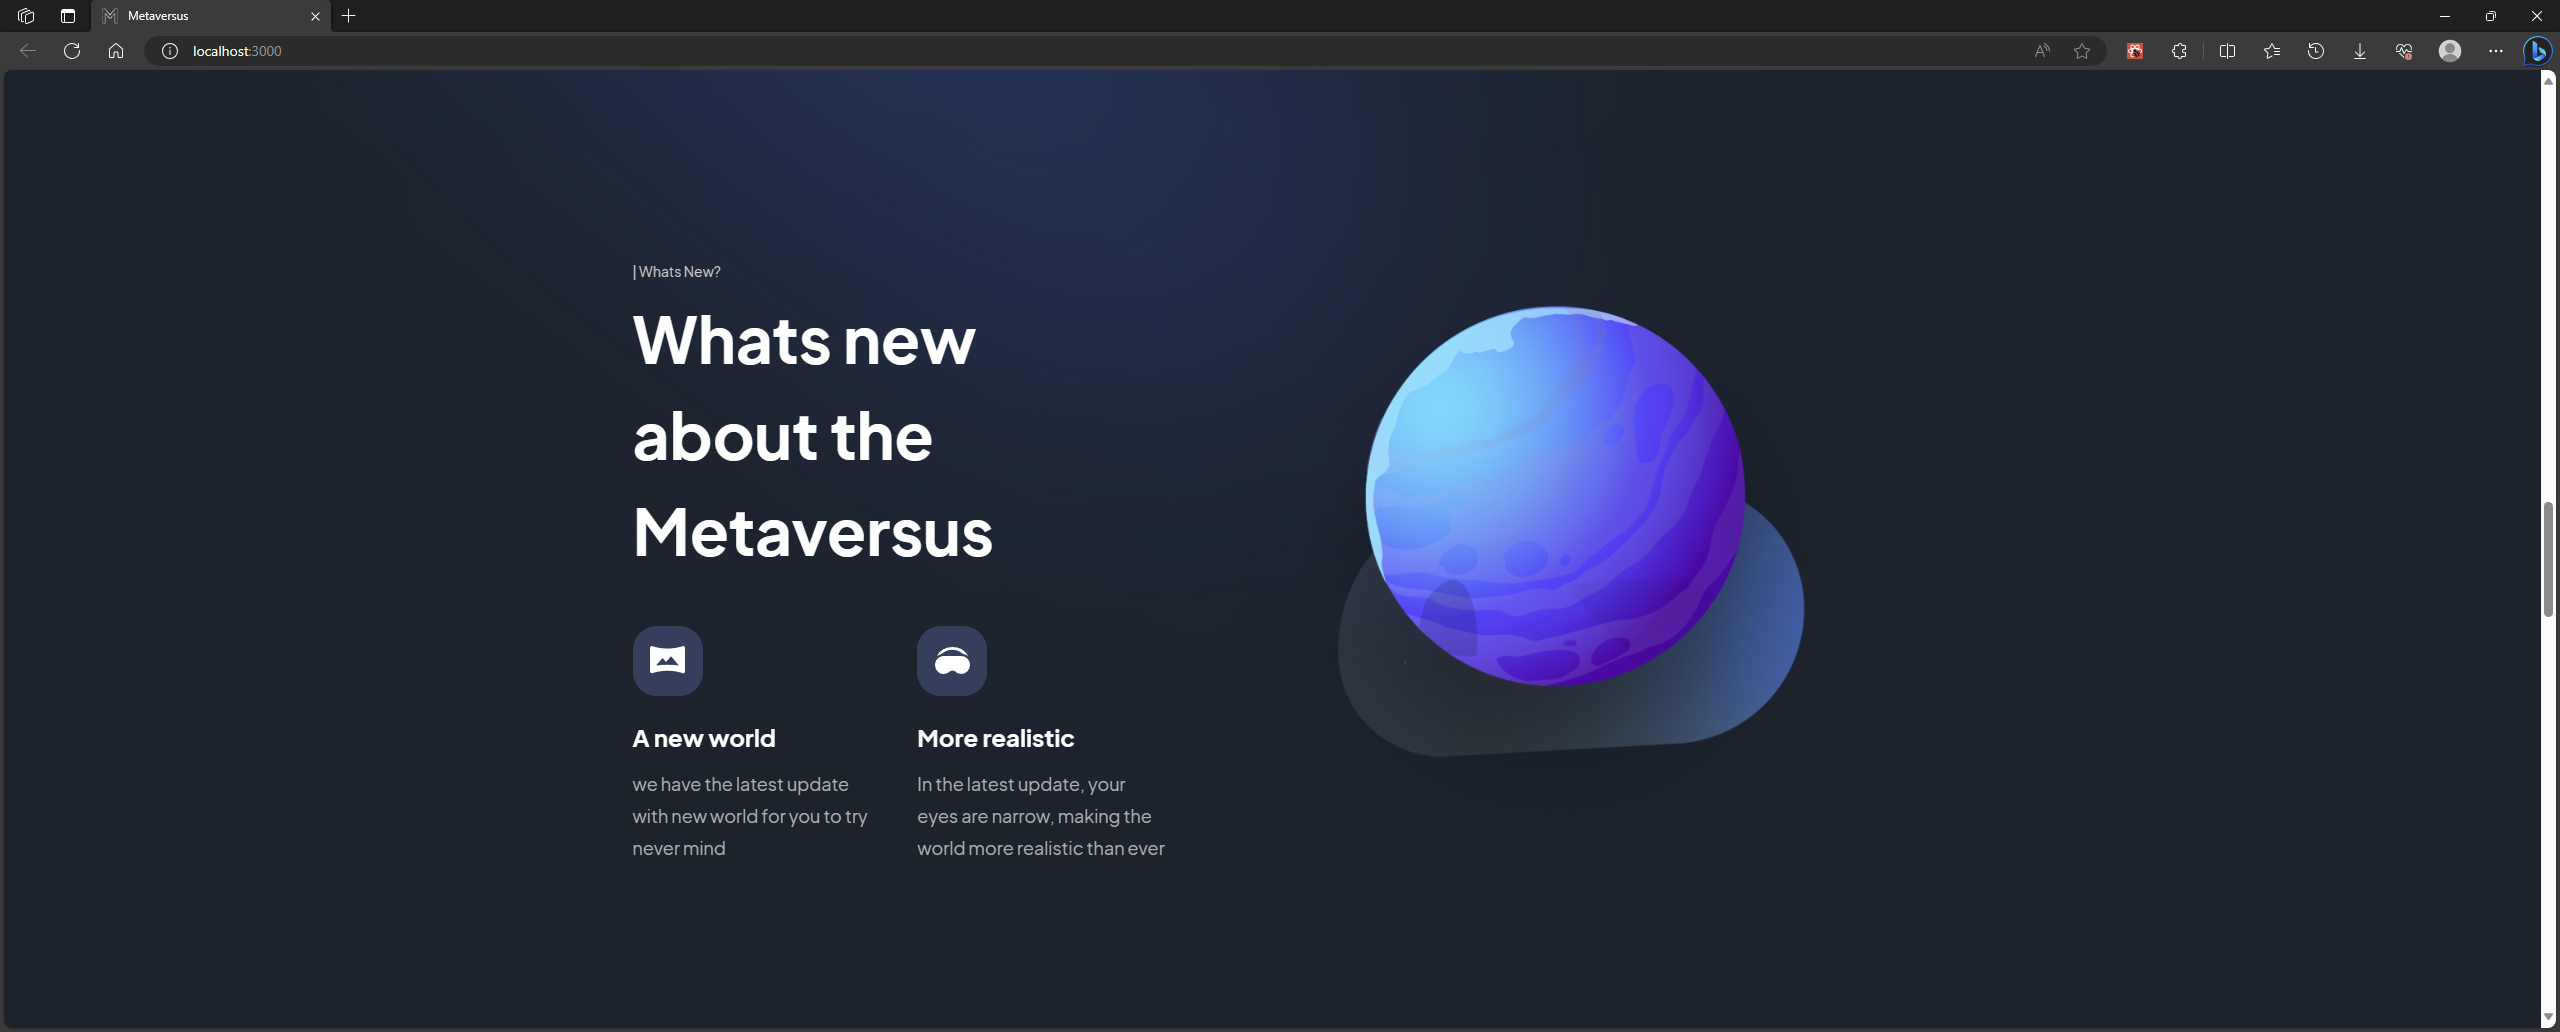 Metaversus
localhost:3000
| Whats New?
Whats new
about the
Metaversus
A new world
we have the latest update
with new world for you to try
never mind
More realistic
In the latest update, your
eyes are narrow, making the
world more realistic than ever